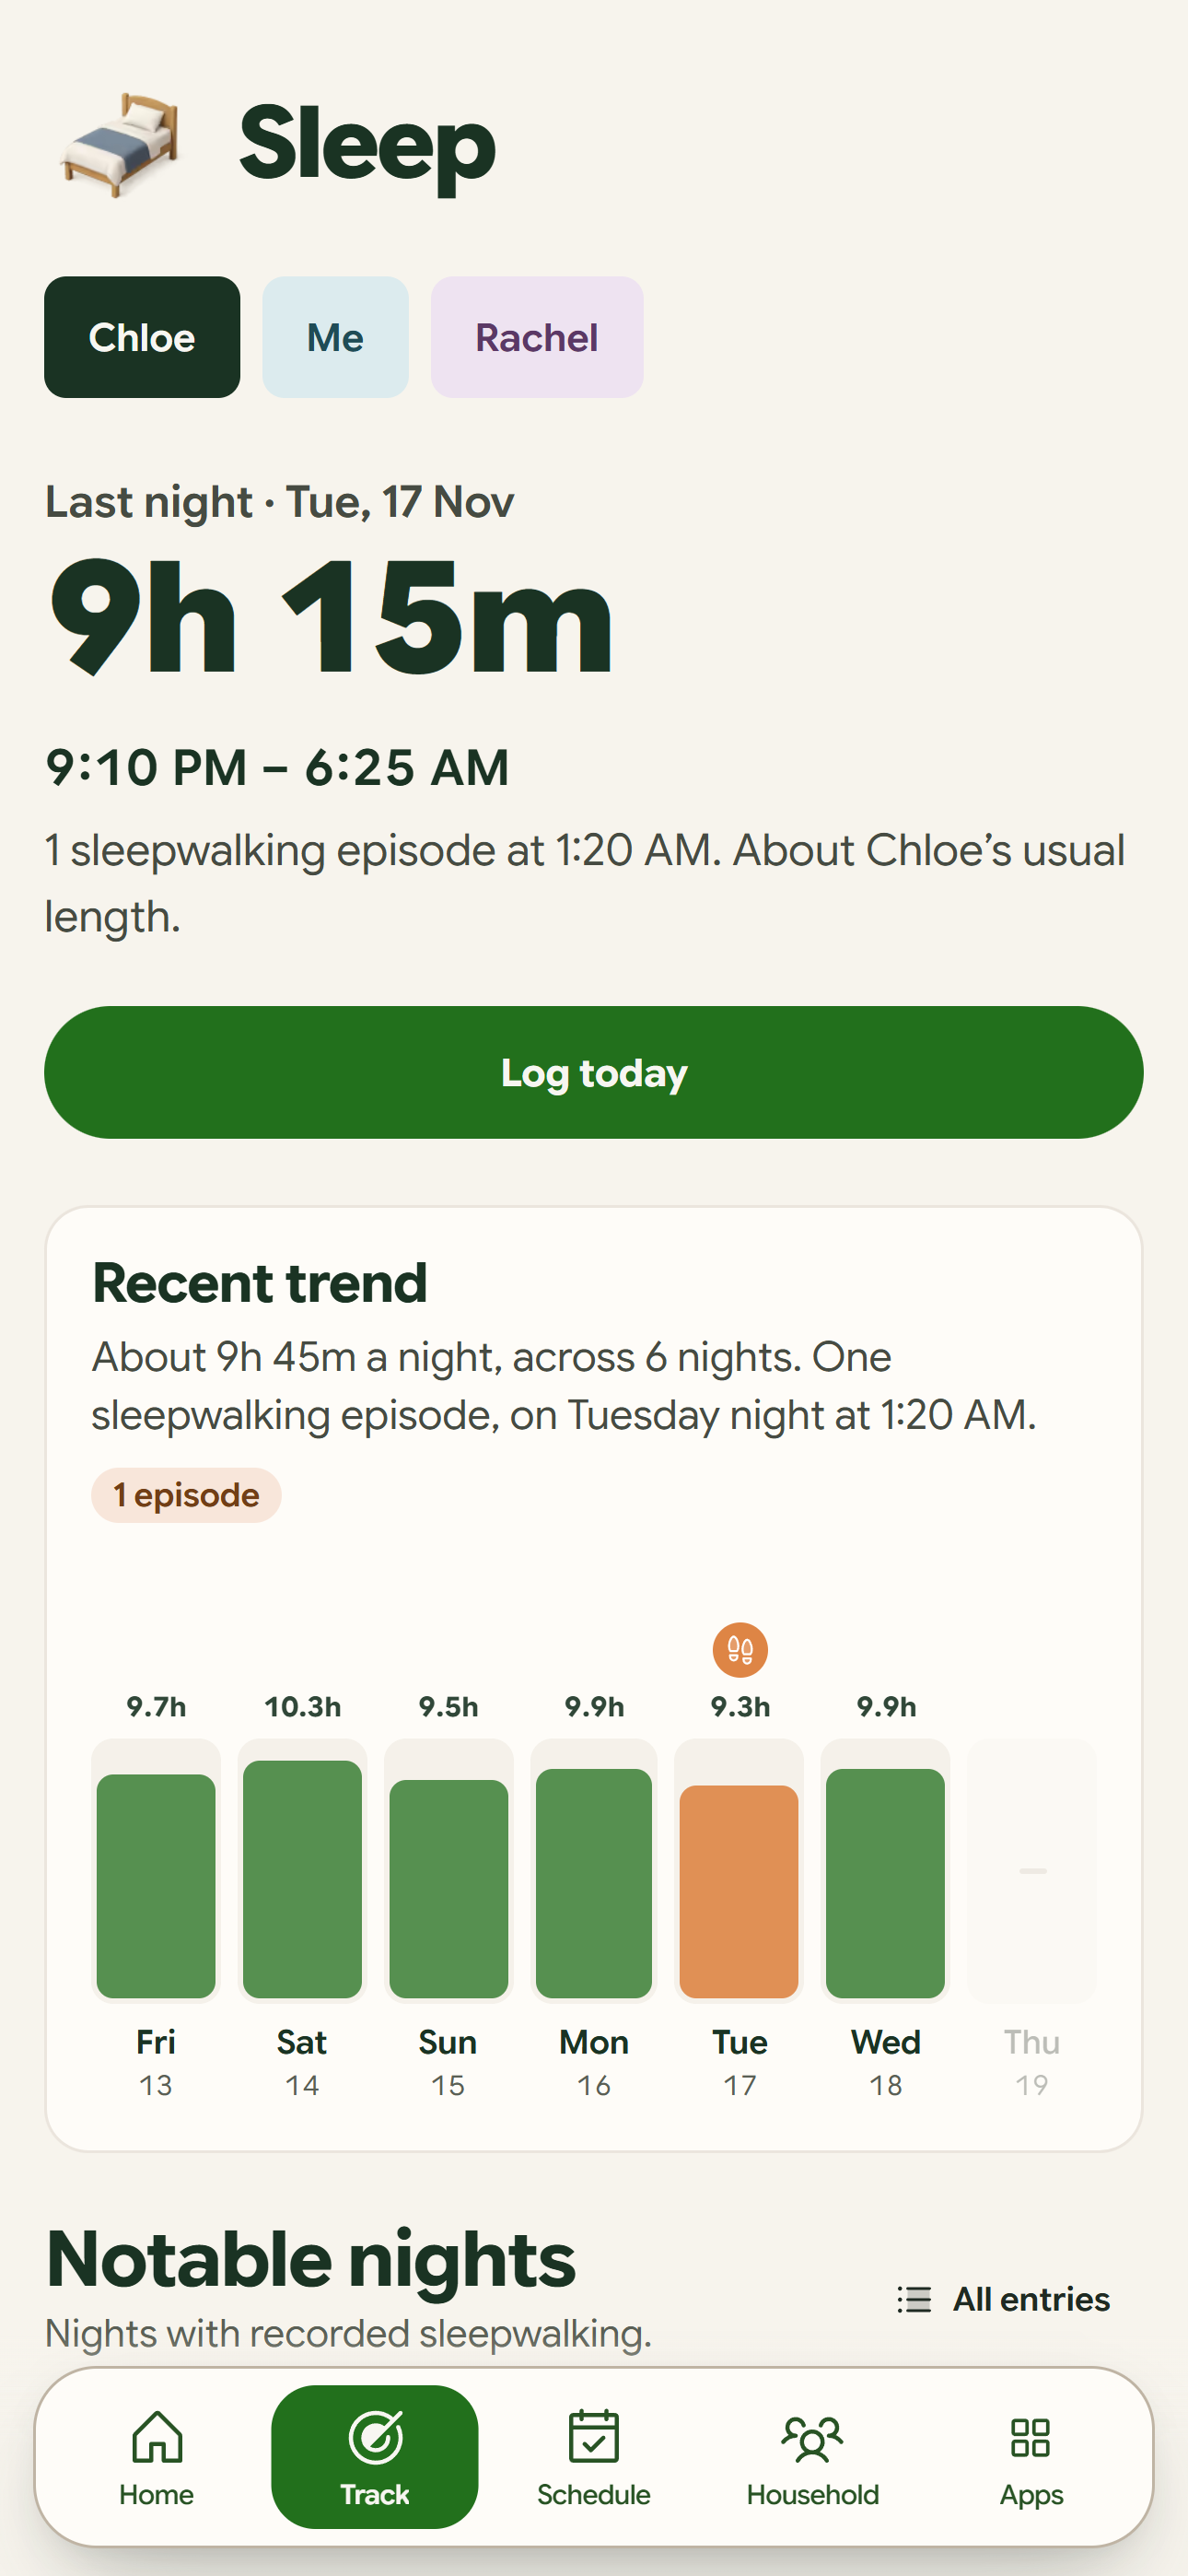 Sleep
Chloe
Me
Rachel
Last night · Tue, 17 Nov
9h 15m
9:10 PM – 6:25 AM
1 sleepwalking episode at 1:20 AM. About Chloe’s usual
length.
Log today
Recent trend
About 9h 45m a night, across 6 nights. One
sleepwalking episode, on Tuesday night at 1:20 AM.
1 episode
9.7h 10.3h 9.5h 9.9h 9.3h 9.9h
Fri Sat Sun Mon Tue Wed Thu
13 14 15 16 17 18 19
Notable nights
All entries
Nights with recorded sleepwalking.
Home Track Schedule Household Apps